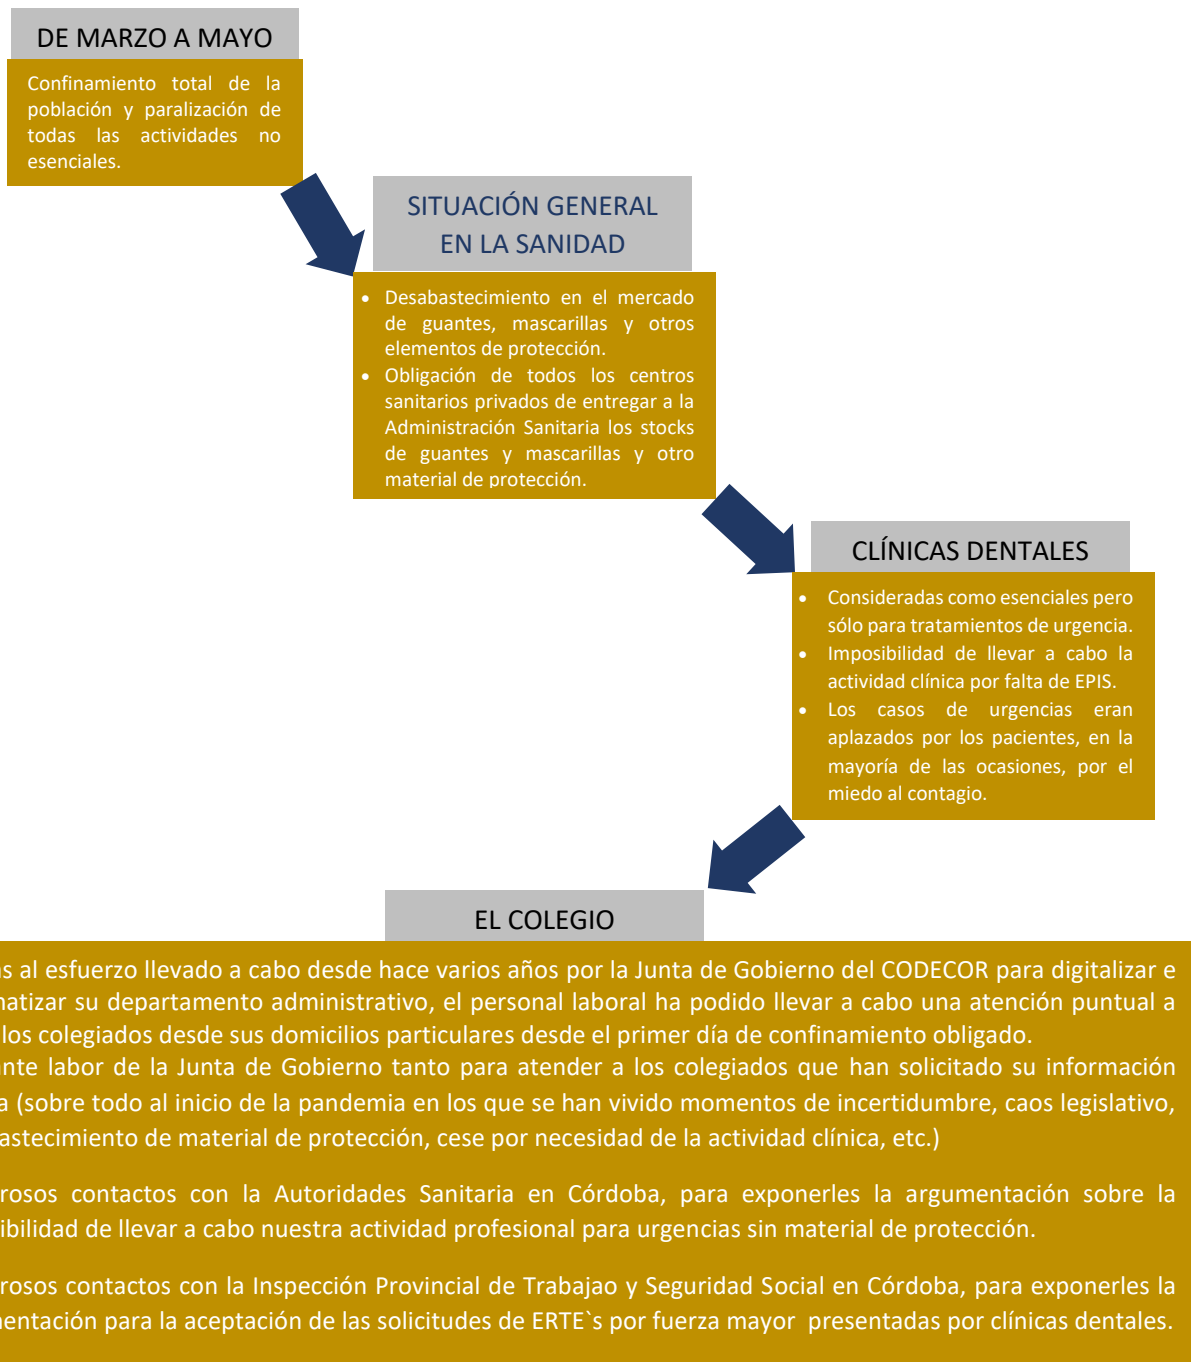 DE MARZO A MAYO
Confinamiento total de la
población y paralización de
todas las actividades no
esenciales.
SITUACIÓN GENERAL
EN LA SANIDAD
• Desabastecimiento en el mercado
de guantes, mascarillas y otros
elementos de protección.
• Obligación de todos los centros
sanitarios privados de entregar a la
Administración Sanitaria los stocks
de guantes y mascarillas y otro
material de protección.
CLÍNICAS DENTALES
• Consideradas como esenciales pero
sólo para tratamientos de urgencia.
• Imposibilidad de llevar a cabo la
actividad clínica por falta de EPIS.
• Los casos de urgencias eran
aplazados por los pacientes, en la
mayoría de las ocasiones, por el
miedo al contagio.
EL COLEGIO
s al esfuerzo llevado a cabo desde hace varios años por la Junta de Gobierno del CODECOR para digitalizar e
matizar su departamento administrativo, el personal laboral ha podido llevar a cabo una atención puntual a
los colegiados desde sus domicilios particulares desde el primer día de confinamiento obligado.
nte labor de la Junta de Gobierno tanto para atender a los colegiados que han solicitado su información
a (sobre todo al inicio de la pandemia en los que se han vivido momentos de incertidumbre, caos legislativo,
astecimiento de material de protección, cese por necesidad de la actividad clínica, etc.)
rosos contactos con la Autoridades Sanitaria en Córdoba, para exponerles la argumentación sobre la
ibilidad de llevar a cabo nuestra actividad profesional para urgencias sin material de protección.
rosos contactos con la Inspección Provincial de Trabajao y Seguridad Social en Córdoba, para exponerles la
mentación para la aceptación de las solicitudes de ERTE`s por fuerza mayor presentadas por clínicas dentales.